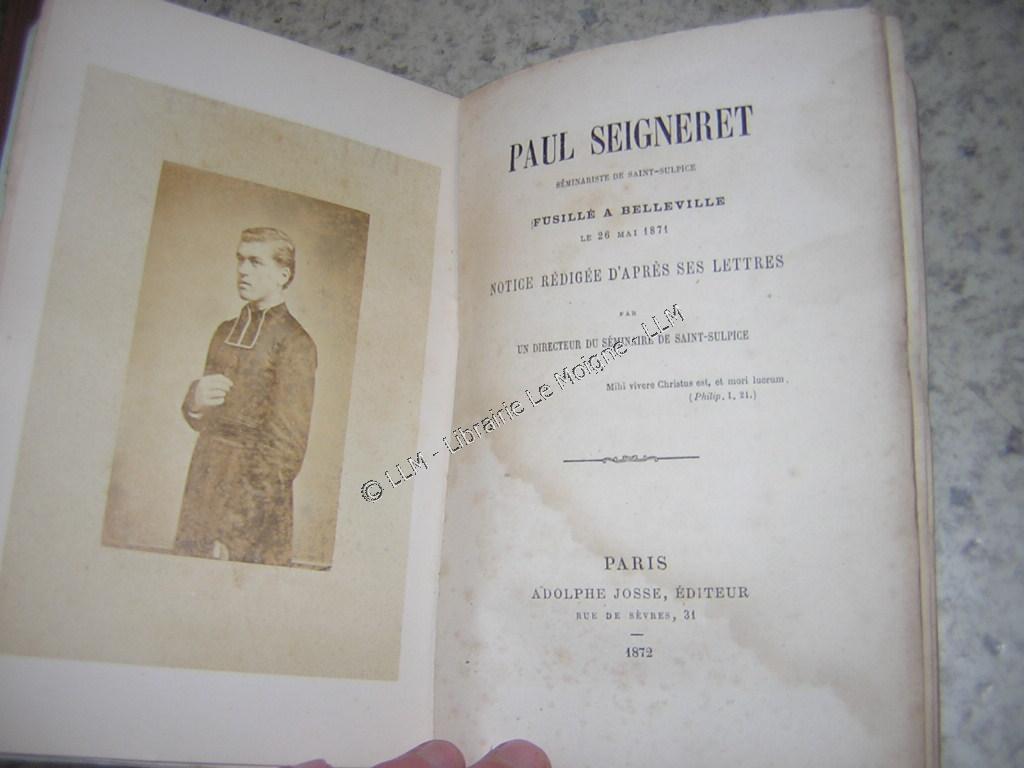 PAUL SEIGNERET
SÉMINARISTE DE SAINT-SULPICE
FUSILLÉ A BELLEVILLE
LE 26 MAI 1871
NOTICE RÉDIGÉE D'APRÈS SES LETTRES
PAR
UN DIRECTEUR DU SÉMINAIRE DE SAINT-SULPICE
Mihi vivere Christus est, et mori lucrum.
(Philip. 1, 21.)
PARIS
ADOLPHE JOSSE, ÉDITEUR
RUE DE SÈVRES, 31
1872
© LLM - Librairie Le Moigne - LLM